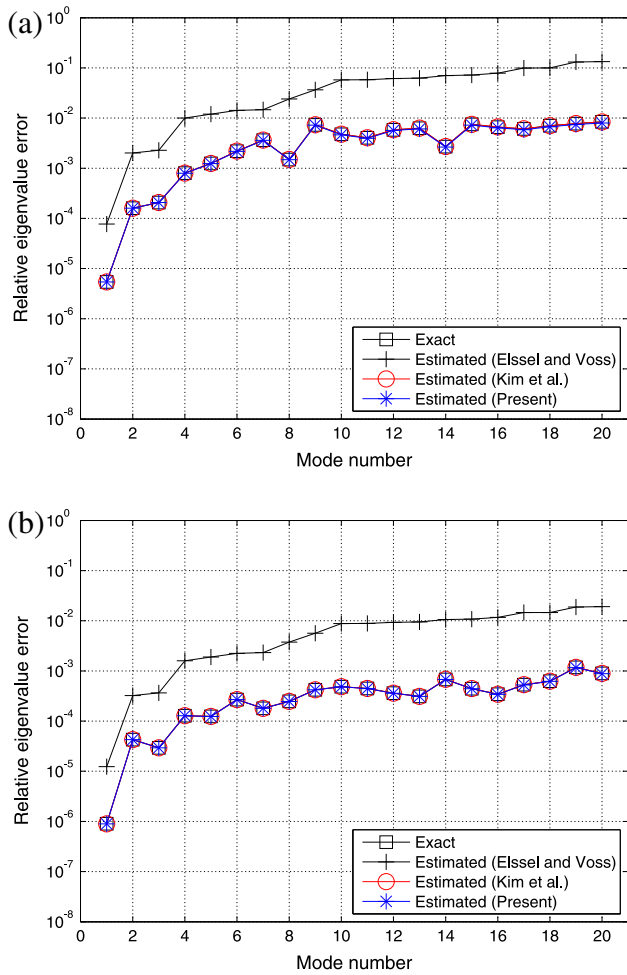 (a)
Relative eigenvalue error
10^0
10^-1
10^-2
10^-3
10^-4
10^-5
10^-6
10^-7
10^-8
0 2 4 6 8 10 12 14 16 18 20
Mode number
Exact
Estimated (Elssel and Voss)
Estimated (Kim et al.)
Estimated (Present)
(b)
Relative eigenvalue error
10^0
10^-1
10^-2
10^-3
10^-4
10^-5
10^-6
10^-7
10^-8
0 2 4 6 8 10 12 14 16 18 20
Mode number
Exact
Estimated (Elssel and Voss)
Estimated (Kim et al.)
Estimated (Present)